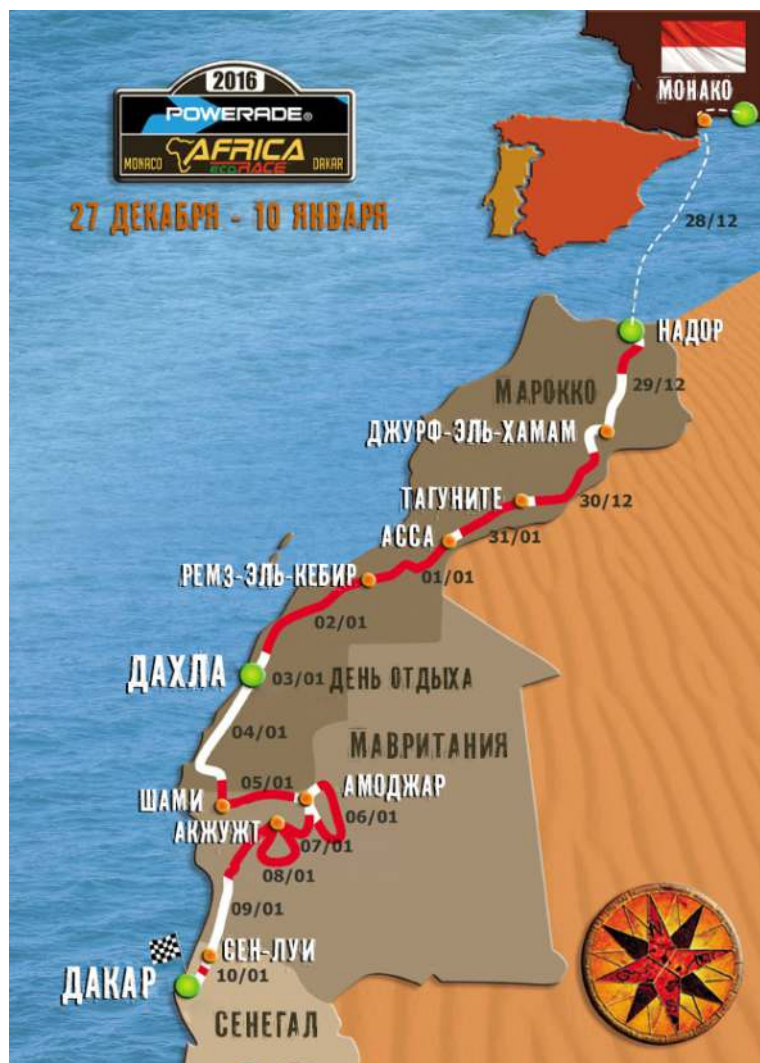 2016
POWERADE®
MONACO AFRICA DAKAR
ecoRACE
27 ДЕКАБРЯ - 10 ЯНВАРЯ
МОНАКО
28/12
НАДОР
29/12
МАРОККО
ДЖУРФ-ЭЛЬ-ХАМАМ
ТАГУНИТЕ
30/12
АССА
31/01
РЕМЗ-ЭЛЬ-КЕБИР
01/01
02/01
ДАХЛА
03/01 ДЕНЬ ОТДЫХА
04/01
МАВРИТАНИЯ
05/01
АМОДЖАР
ШАМИ
06/01
АКЖУЖТ
07/01
08/01
09/01
СЕН-ЛУИ
10/01
ДАКАР
СЕНЕГАЛ